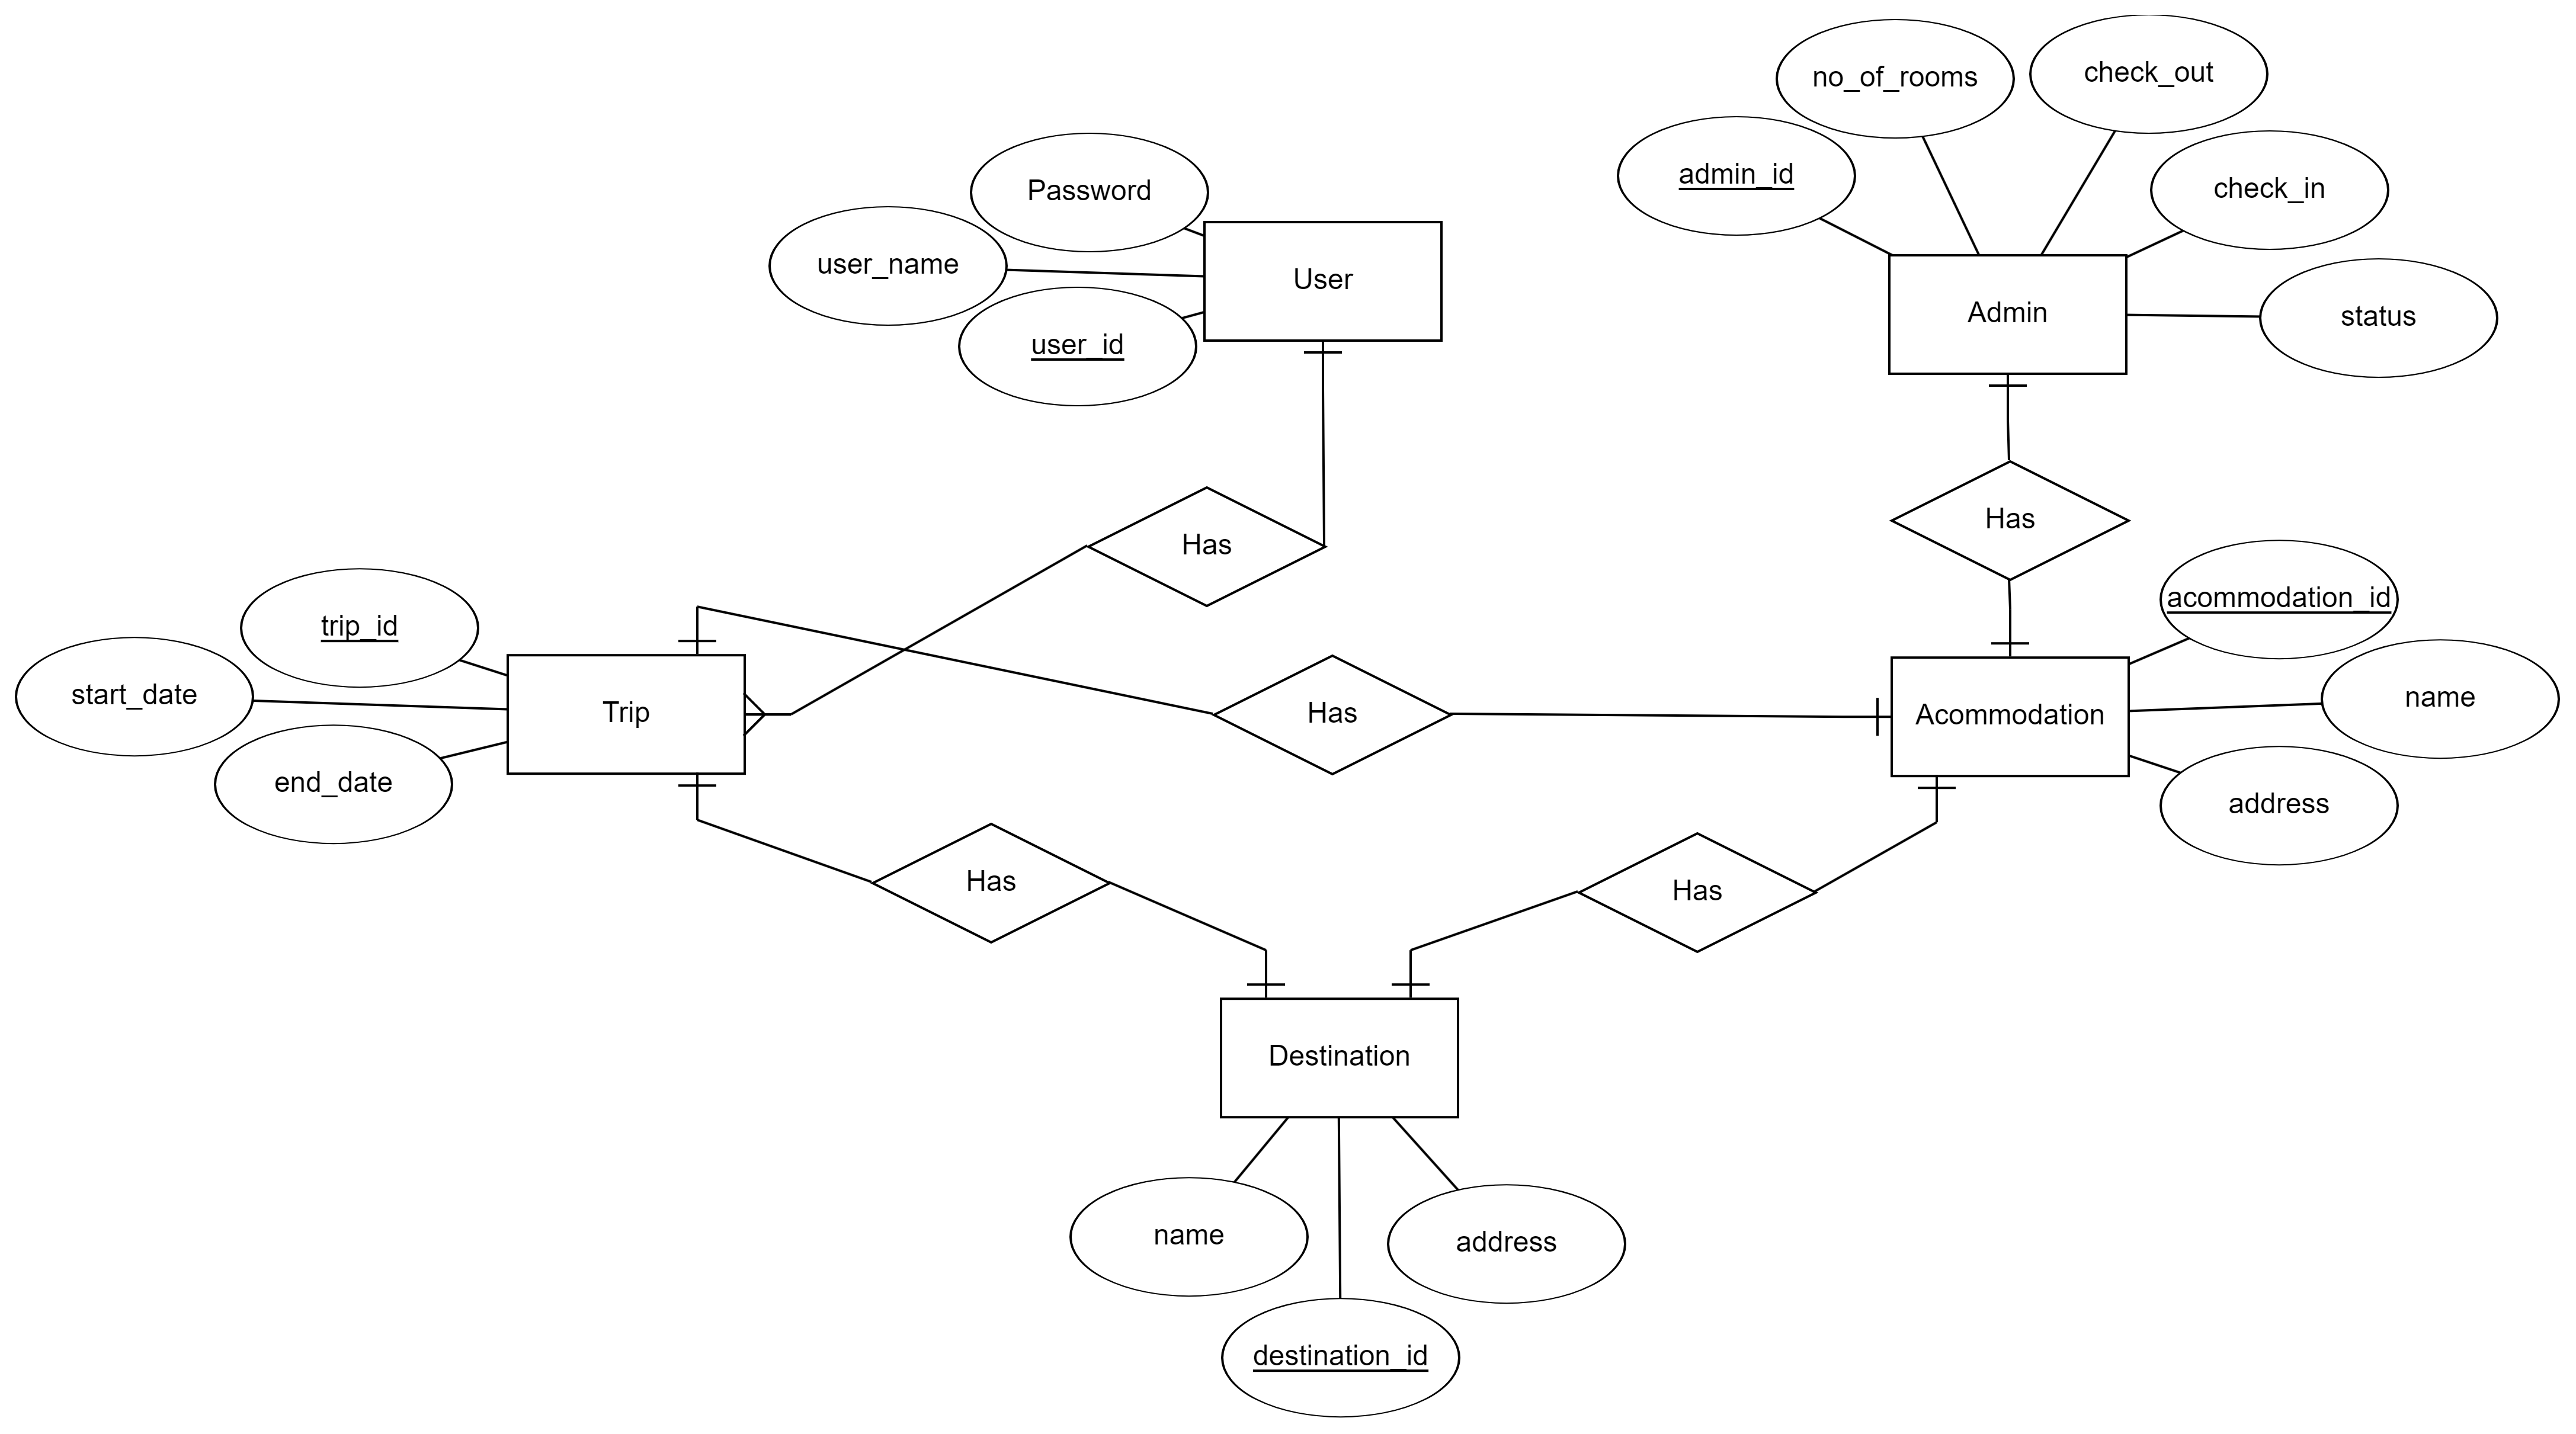 no_of_rooms
check_out
admin_id
check_in
Password
user_name
User
user_id
Admin
status
Has
Has
trip_id
start_date
Trip
end_date
Has
Acommodation
acommodation_id
name
address
Has
Has
Destination
name
address
destination_id